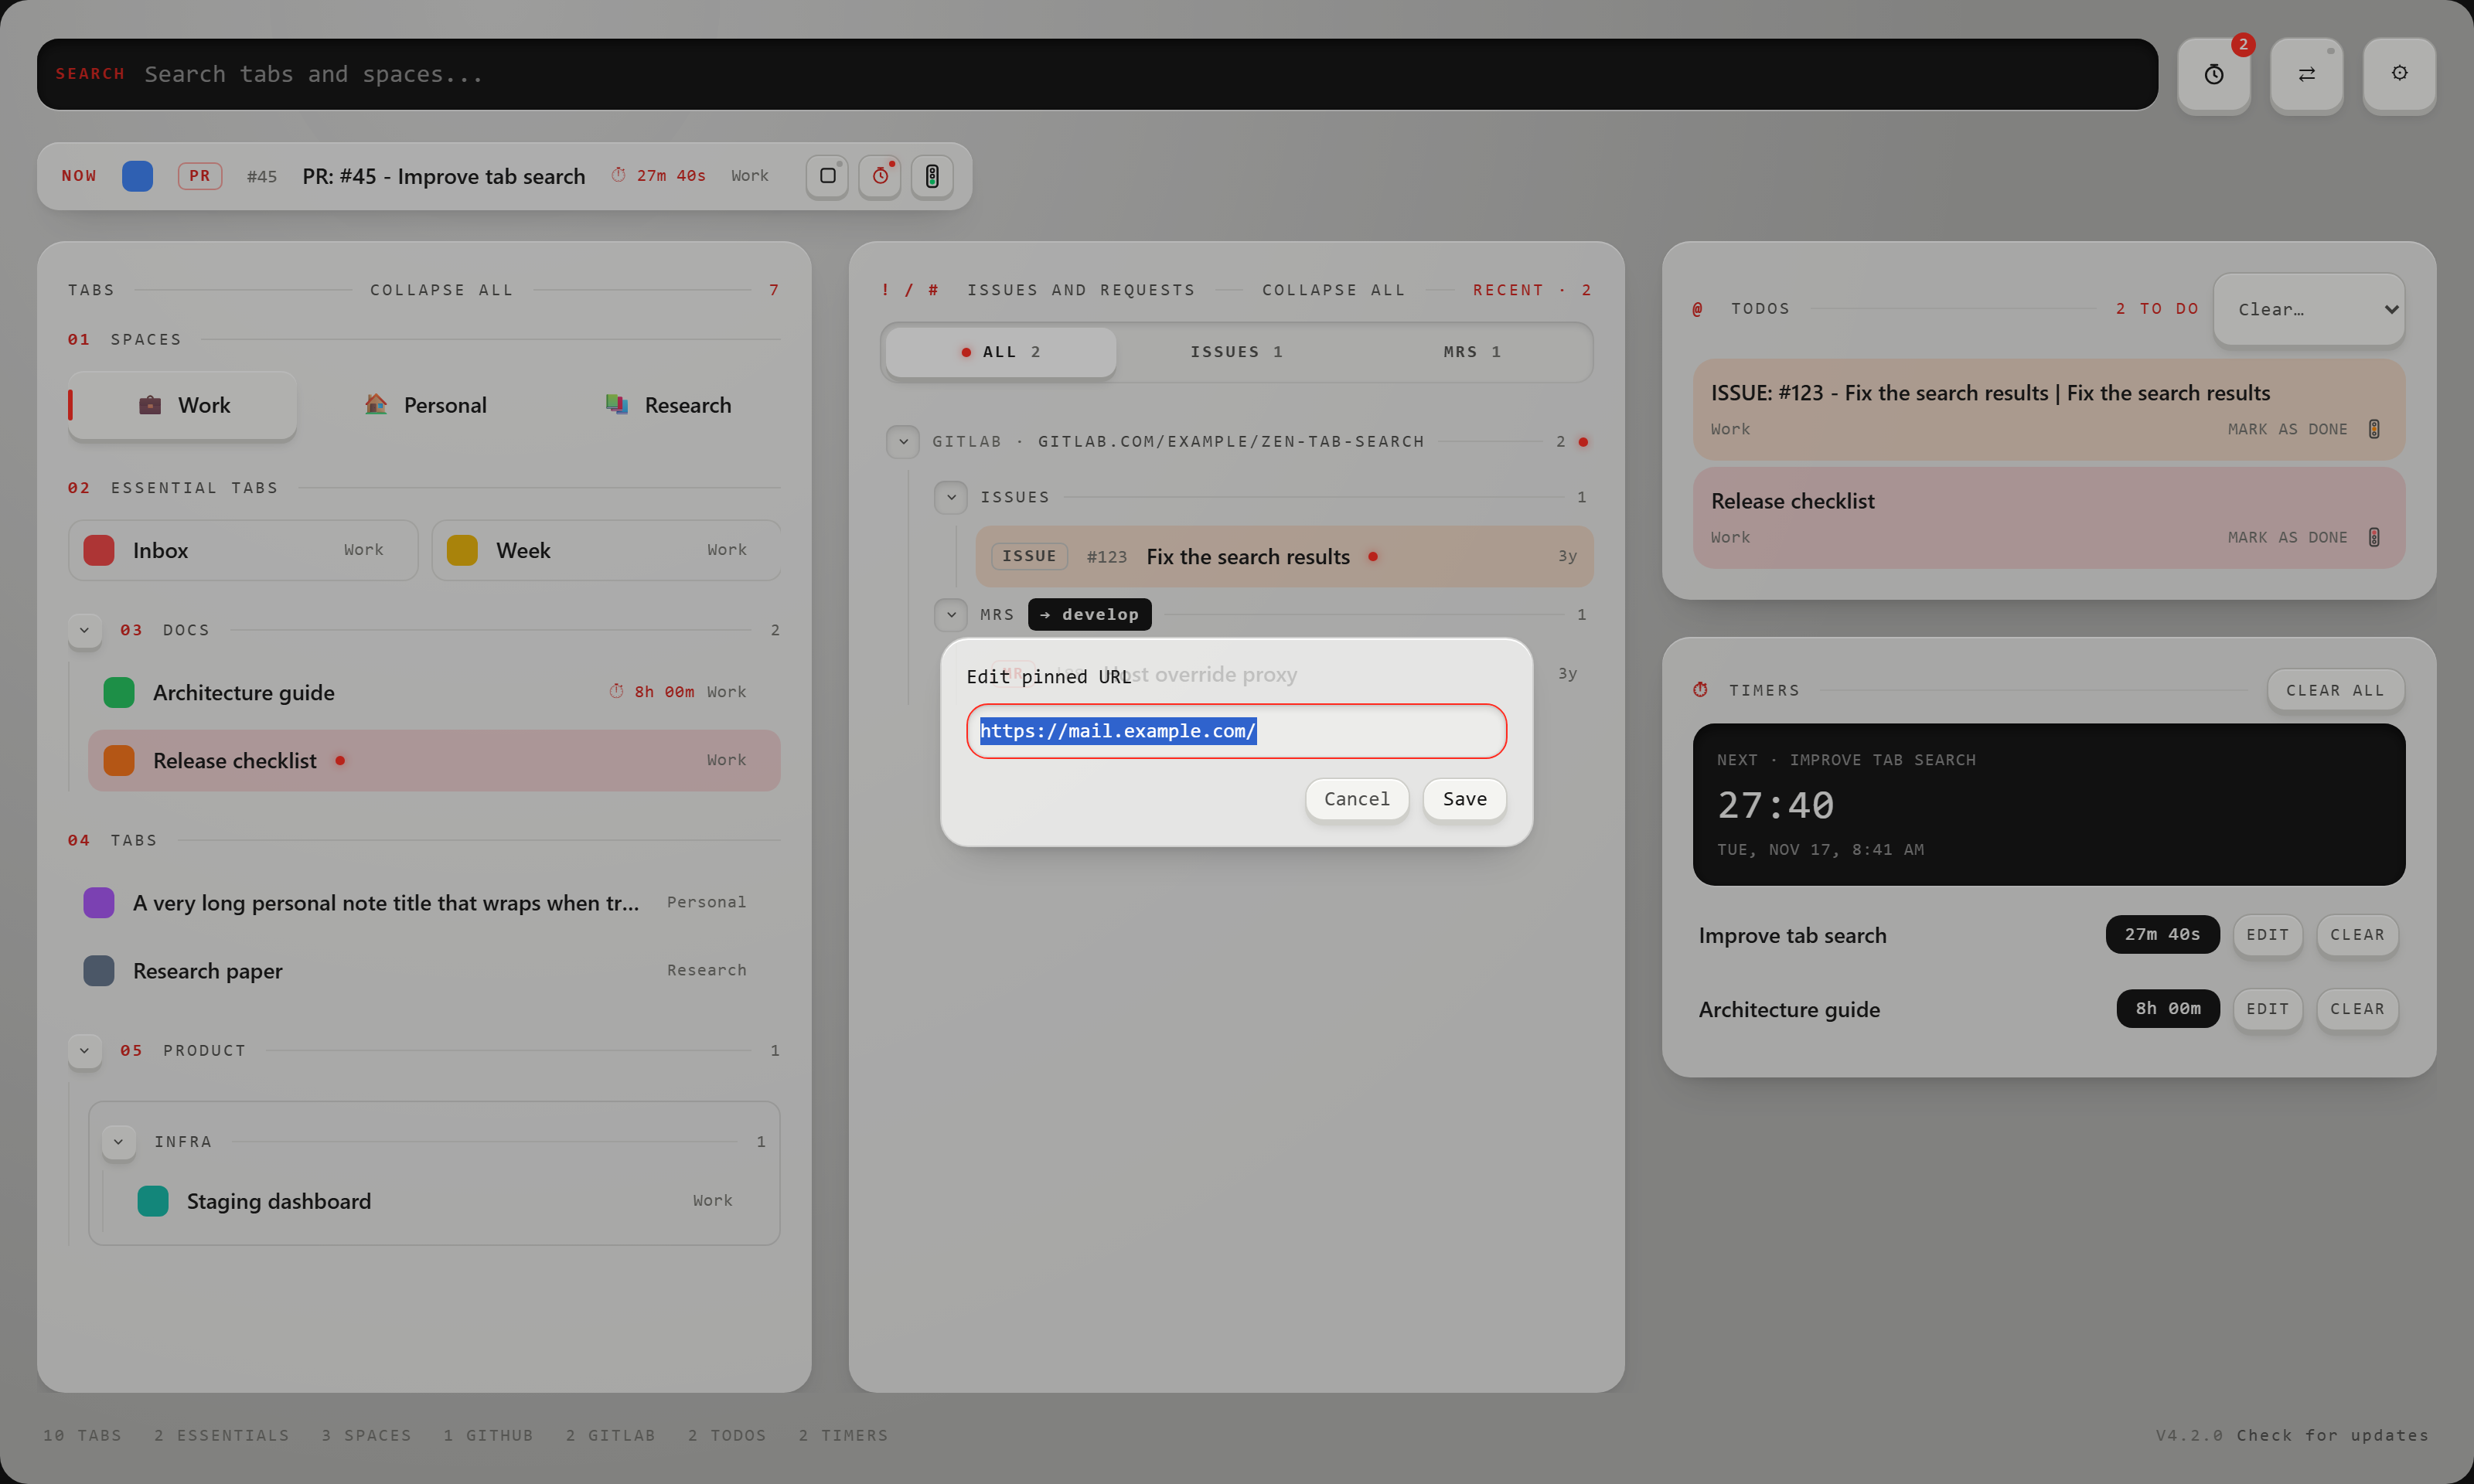 SEARCH Search tabs and spaces...
2
NOW PR #45 PR: #45 - Improve tab search 27m 40s Work
TABS COLLAPSE ALL 7
01 SPACES
Work Personal Research
02 ESSENTIAL TABS
Inbox Work Week Work
03 DOCS 2
Architecture guide 8h 00m Work
Release checklist Work
04 TABS
A very long personal note title that wraps when tr... Personal
Research paper Research
05 PRODUCT 1
INFRA 1
Staging dashboard Work
! / # ISSUES AND REQUESTS COLLAPSE ALL RECENT · 2
ALL 2 ISSUES 1 MRS 1
GITLAB · GITLAB.COM/EXAMPLE/ZEN-TAB-SEARCH 2
ISSUES 1
ISSUE #123 Fix the search results 3y
MRS → develop 1
Host override proxy 3y
Edit pinned URL
https://mail.example.com/
Cancel Save
@ TODOS 2 TO DO Clear…
ISSUE: #123 - Fix the search results | Fix the search results
Work MARK AS DONE
Release checklist
Work MARK AS DONE
TIMERS CLEAR ALL
NEXT · IMPROVE TAB SEARCH
27:40
TUE, NOV 17, 8:41 AM
Improve tab search 27m 40s EDIT CLEAR
Architecture guide 8h 00m EDIT CLEAR
10 TABS 2 ESSENTIALS 3 SPACES 1 GITHUB 2 GITLAB 2 TODOS 2 TIMERS
V4.2.0 Check for updates